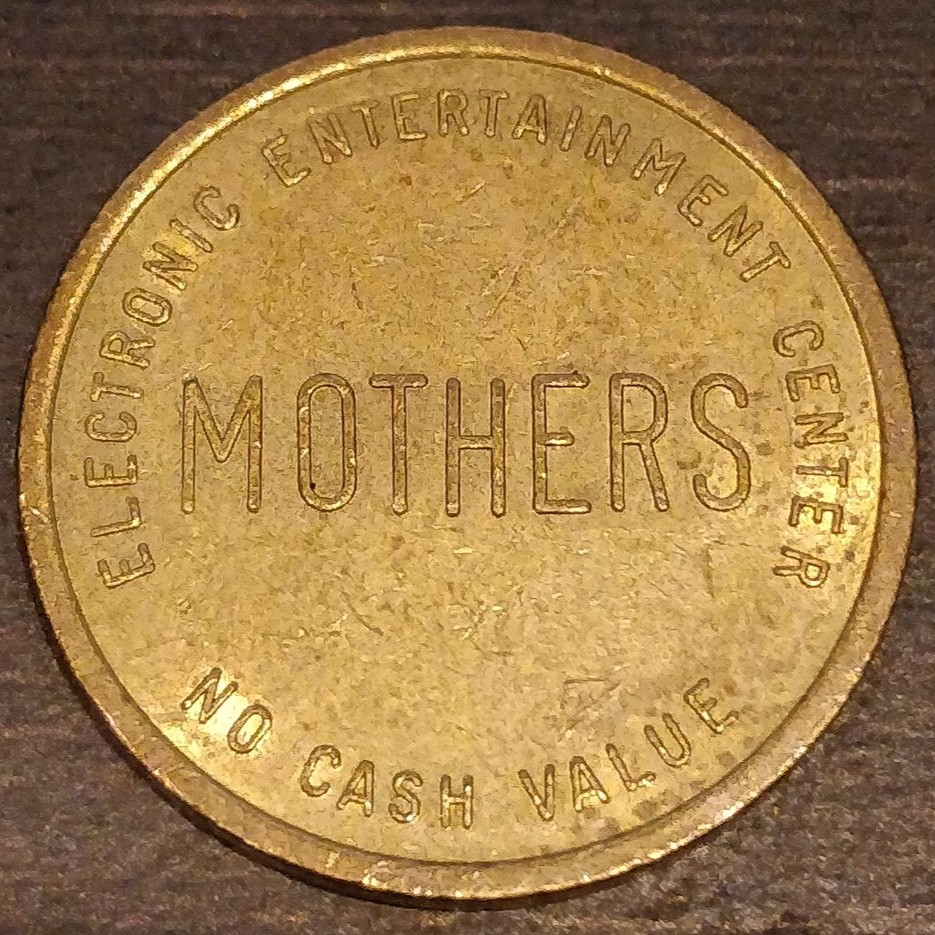 ELECTRONIC ENTERTAINMENT CENTER
MOTHERS
NO CASH VALUE